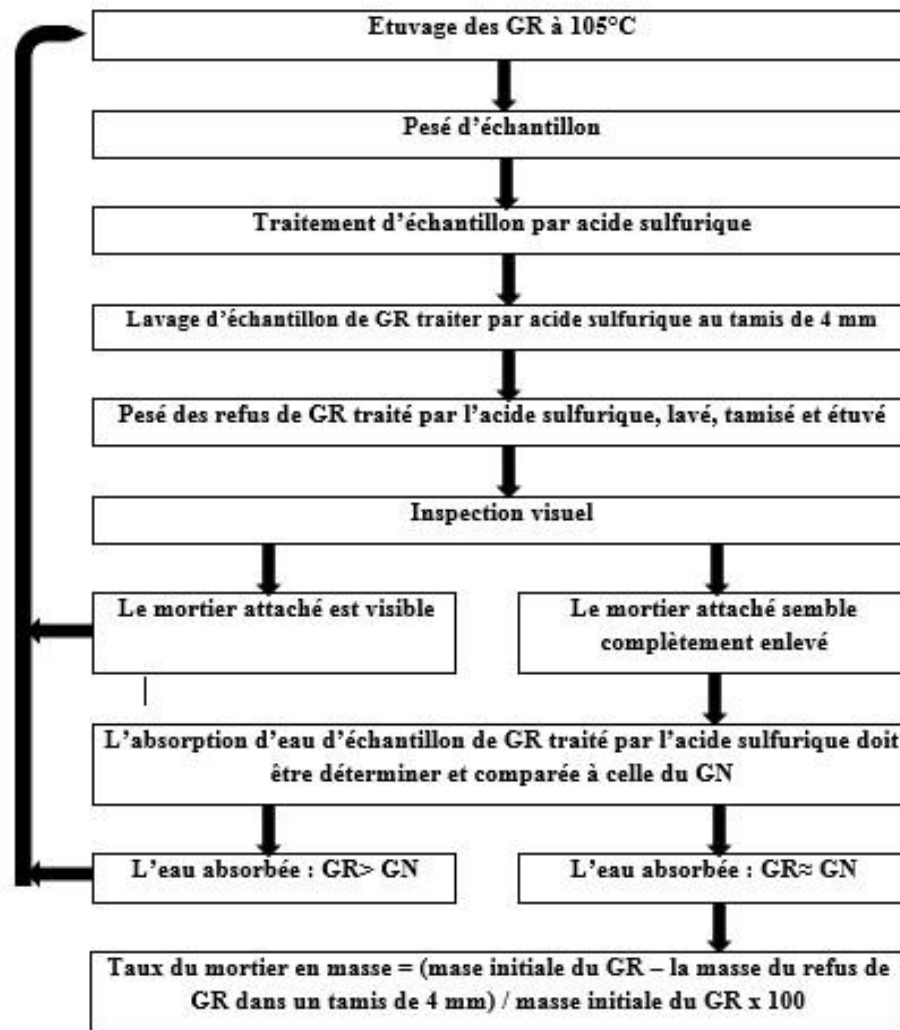 Etuvage des GR à 105°C
Pesé d’échantillon
Traitement d’échantillon par acide sulfurique
Lavage d’échantillon de GR traiter par acide sulfurique au tamis de 4 mm
Pesé des refus de GR traité par l’acide sulfurique, lavé, tamisé et étuvé
Inspection visuel
Le mortier attaché est visible
Le mortier attaché semble
complètement enlevé
L’absorption d’eau d’échantillon de GR traité par l’acide sulfurique doit
être déterminer et comparée à celle du GN
L’eau absorbée : GR> GN
L’eau absorbée : GR≈ GN
Taux du mortier en masse = (mase initiale du GR – la masse du refus de
GR dans un tamis de 4 mm) / masse initiale du GR x 100